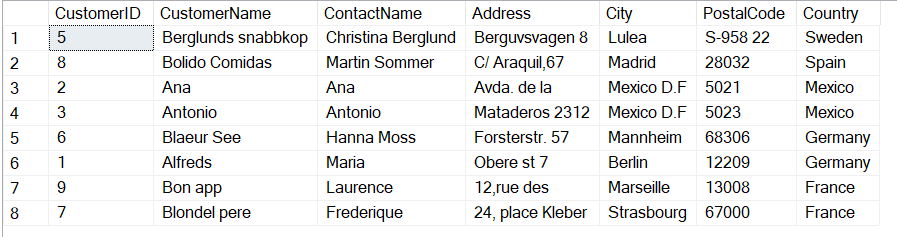 CustomerID CustomerName ContactName Address City PostalCode Country
1 5 Berglunds snabbkop Christina Berglund Berguvsvagen 8 Lulea S-958 22 Sweden
2 8 Bolido Comidas Martin Sommer C/ Araquil,67 Madrid 28032 Spain
3 2 Ana Ana Avda. de la Mexico D.F 5021 Mexico
4 3 Antonio Antonio Mataderos 2312 Mexico D.F 5023 Mexico
5 6 Blaeur See Hanna Moss Forsterstr. 57 Mannheim 68306 Germany
6 1 Alfreds Maria Obere st 7 Berlin 12209 Germany
7 9 Bon app Laurence 12,rue des Marseille 13008 France
8 7 Blondel pere Frederique 24, place Kleber Strasbourg 67000 France